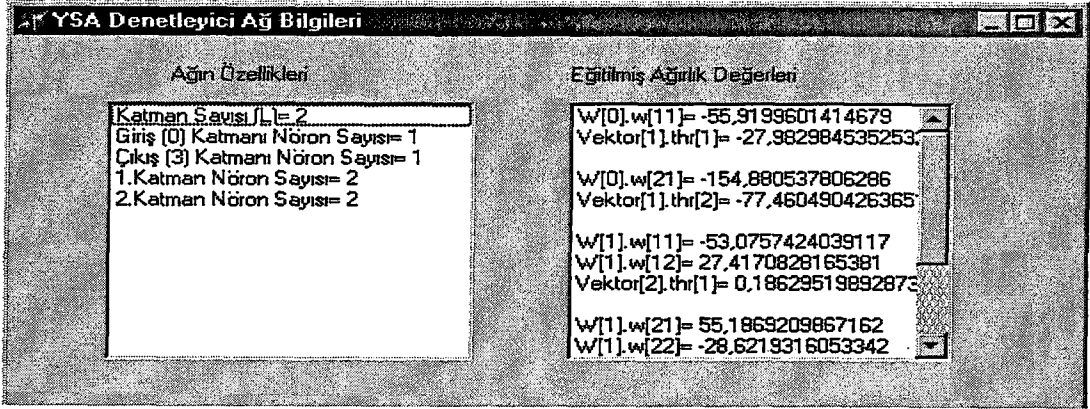 YSA Denetleyici Ağ Bilgileri
Ağın Özellikleri
Katman Sayısı (L)= 2
Giriş (0) Katmanı Nöron Sayısı= 1
Çıkış (3) Katmanı Nöron Sayısı= 1
1.Katman Nöron Sayısı= 2
2.Katman Nöron Sayısı= 2
Eğitilmiş Ağırlık Değerleri
W[0].w[11]= -55,9199601414679
Vektor[1].thr[1]= -27,982984535253
W[0].w[21]= -154,880537806286
Vektor[1].thr[2]= -77,460490426365
W[1].w[11]= -53,0757424039117
W[1].w[12]= 27,4170828165381
Vektor[2].thr[1]= 0,18629519892873
W[1].w[21]= 55,1869209867162
W[1].w[22]= -28,6219316053342